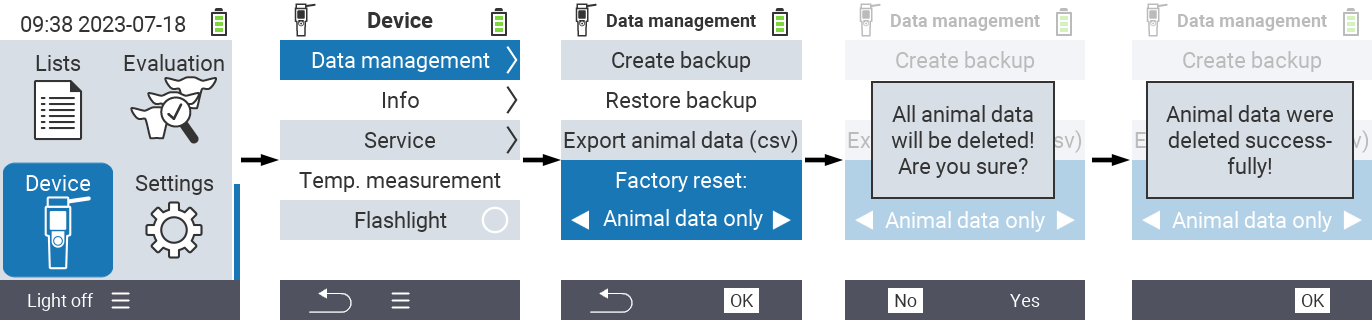 09:38 2023-07-18
Lists
Evaluation
Device
Settings
Light off
Device
Data management
Info
Service
Temp. measurement
Flashlight
Data management
Create backup
Restore backup
Export animal data (csv)
Factory reset:
Animal data only
OK
Data management
Create backup
Ex
sv)
All animal data
will be deleted!
Are you sure?
Animal data only
No
Yes
Data management
Create backup
E
v)
Animal data were
deleted success-
fully!
Animal data only
OK